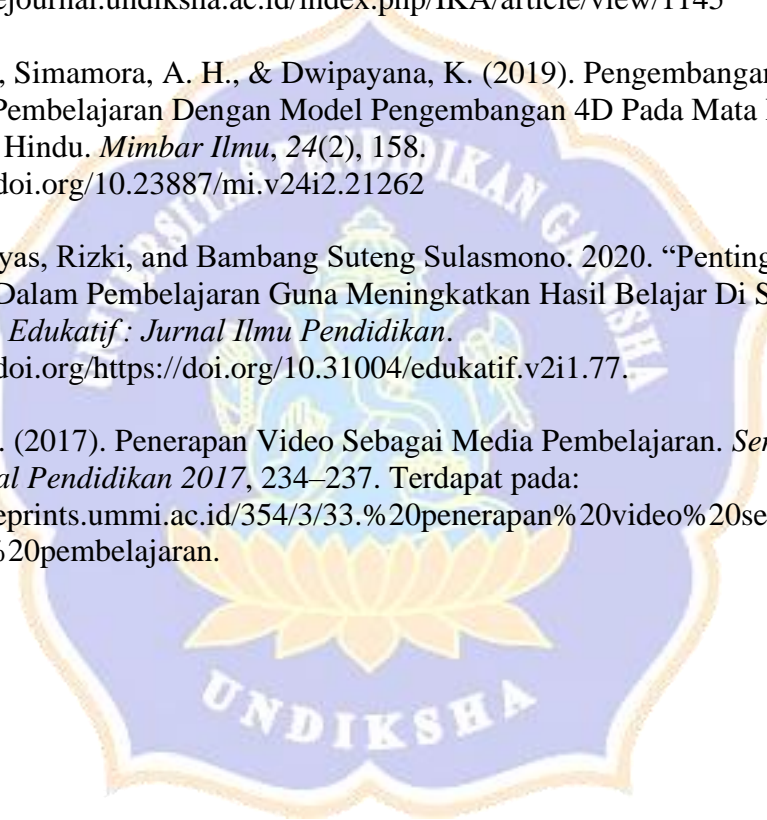 ejournal.undiksha.ac.id/index.php/IKA/article/view/1145
, Simamora, A. H., & Dwipayana, K. (2019). Pengembangan
Pembelajaran Dengan Model Pengembangan 4D Pada Mata
Hindu. Mimbar Ilmu, 24(2), 158.
doi.org/10.23887/mi.v24i2.21262
yas, Rizki, and Bambang Suteng Sulasmono. 2020. “Penting
Dalam Pembelajaran Guna Meningkatkan Hasil Belajar Di S
Edukatif : Jurnal Ilmu Pendidikan.
doi.org/https://doi.org/10.31004/edukatif.v2i1.77.
. (2017). Penerapan Video Sebagai Media Pembelajaran. Se
al Pendidikan 2017, 234–237. Terdapat pada:
eprints.ummi.ac.id/354/3/33.%20penerapan%20video%20se
%20pembelajaran.
UNIVERSITAS PENDIDIKAN GANESHA
UNDIKSHA